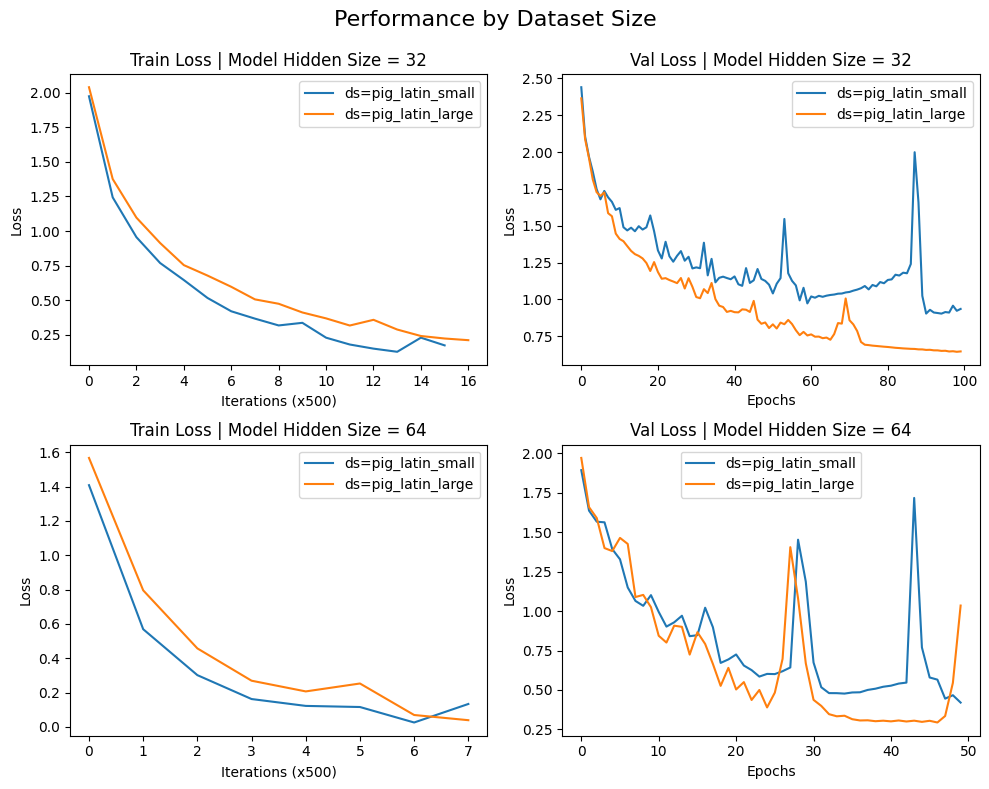 Performance by Dataset Size
Train Loss | Model Hidden Size = 32
Loss
2.00
1.75
1.50
1.25
1.00
0.75
0.50
0.25
ds=pig_latin_small
ds=pig_latin_large
0 2 4 6 8 10 12 14 16
Iterations (x500)
Val Loss | Model Hidden Size = 32
Loss
2.50
2.25
2.00
1.75
1.50
1.25
1.00
0.75
ds=pig_latin_small
ds=pig_latin_large
0 20 40 60 80 100
Epochs
Train Loss | Model Hidden Size = 64
Loss
1.6
1.4
1.2
1.0
0.8
0.6
0.4
0.2
0.0
ds=pig_latin_small
ds=pig_latin_large
0 1 2 3 4 5 6 7
Iterations (x500)
Val Loss | Model Hidden Size = 64
Loss
2.00
1.75
1.50
1.25
1.00
0.75
0.50
0.25
ds=pig_latin_small
ds=pig_latin_large
0 10 20 30 40 50
Epochs